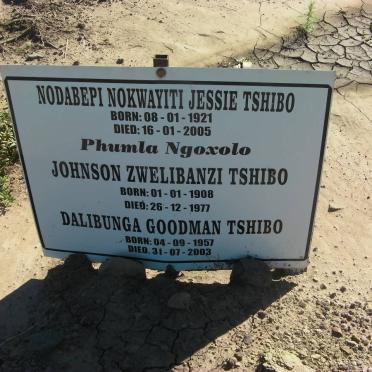 NODABEPI NOKWAYITI JESSIE TSHIBO
BORN: 08 - 01 - 1921
DIED: 16 - 01 - 2005
Phumla Ngoxolo
JOHNSON ZWELIBANZI TSHIBO
BORN: 01 - 01 - 1908
DIED: 26 - 12 - 1977
DALIBUNGA GOODMAN TSHIBO
BORN: 04 - 09 - 1957
DIED: 31 - 07 - 2003